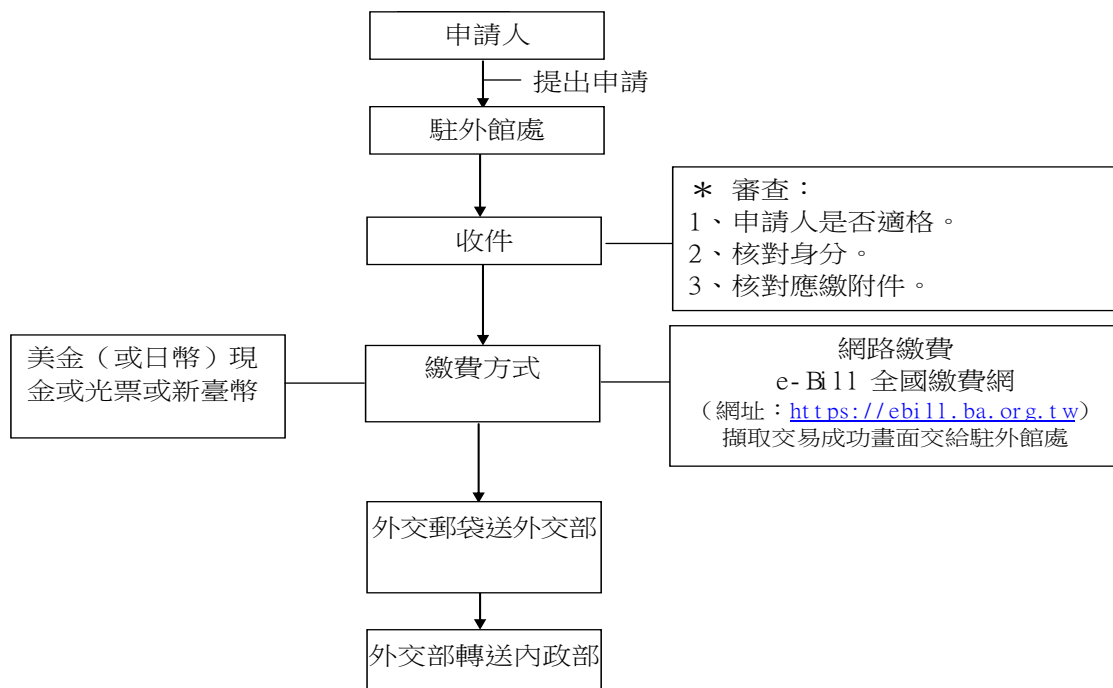 申請人
提出申請
駐外館處
收件
＊ 審查：
1、申請人是否適格。
2、核對身分。
3、核對應繳附件。
美金（或日幣）現
金或光票或新臺幣
繳費方式
網路繳費
e-Bill 全國繳費網
（網址：https://ebill.ba.org.tw）
擷取交易成功畫面交給駐外館處
外交郵袋送外交部
外交部轉送內政部